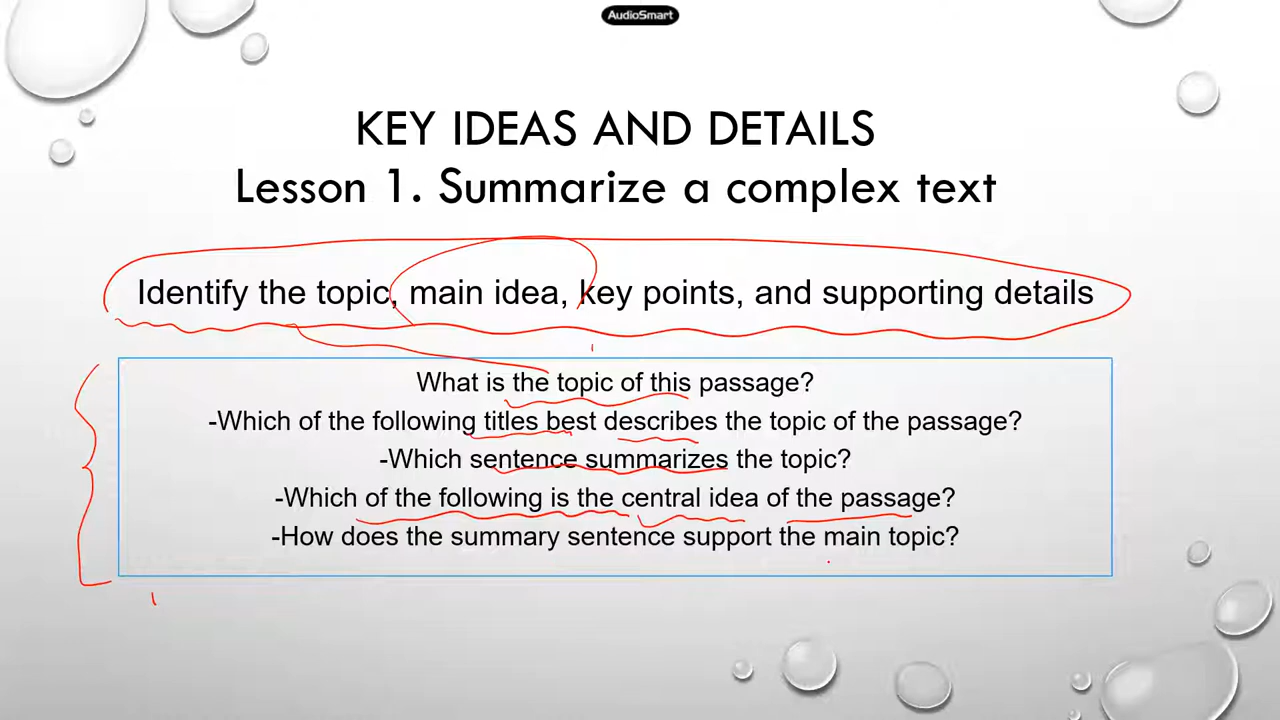 AudioSmart
KEY IDEAS AND DETAILS
Lesson 1. Summarize a complex text
Identify the topic, main idea, key points, and supporting details
What is the topic of this passage?
-Which of the following titles best describes the topic of the passage?
-Which sentence summarizes the topic?
-Which of the following is the central idea of the passage?
-How does the summary sentence support the main topic?